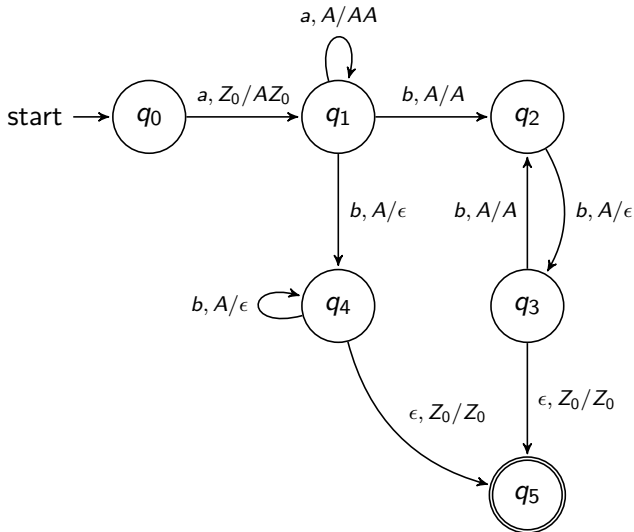 a, A/AA
start
q₀
a, Z₀/AZ₀
q₁
b, A/A
q₂
b, A/ϵ
b, A/A
b, A/ϵ
b, A/ϵ
q₄
q₃
ϵ, Z₀/Z₀
ϵ, Z₀/Z₀
q₅